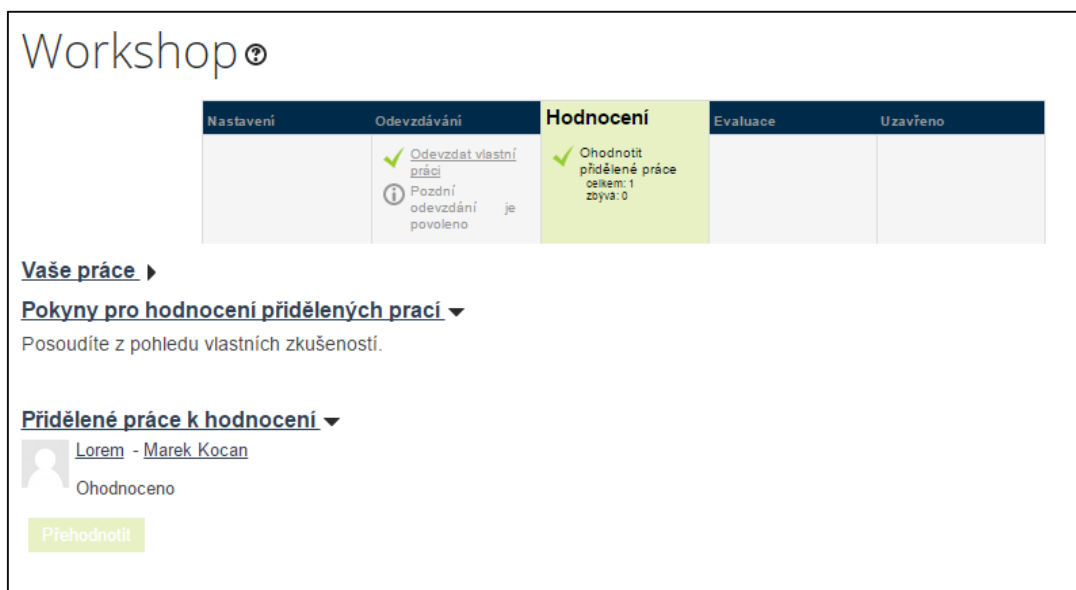 Workshop
Nastavení
Odevzdávání
Hodnocení
Evaluace
Uzavřeno
Odevzdat vlastní
práci
Pozdní
odevzdání je
povoleno
Ohodnotit
přidělené práce
celkem: 1
zbývá: 0
Vaše práce
Pokyny pro hodnocení přidělených prací
Posoudíte z pohledu vlastních zkušeností.
Přidělené práce k hodnocení
Lorem - Marek Kocan
Ohodnoceno
Přehodnotit